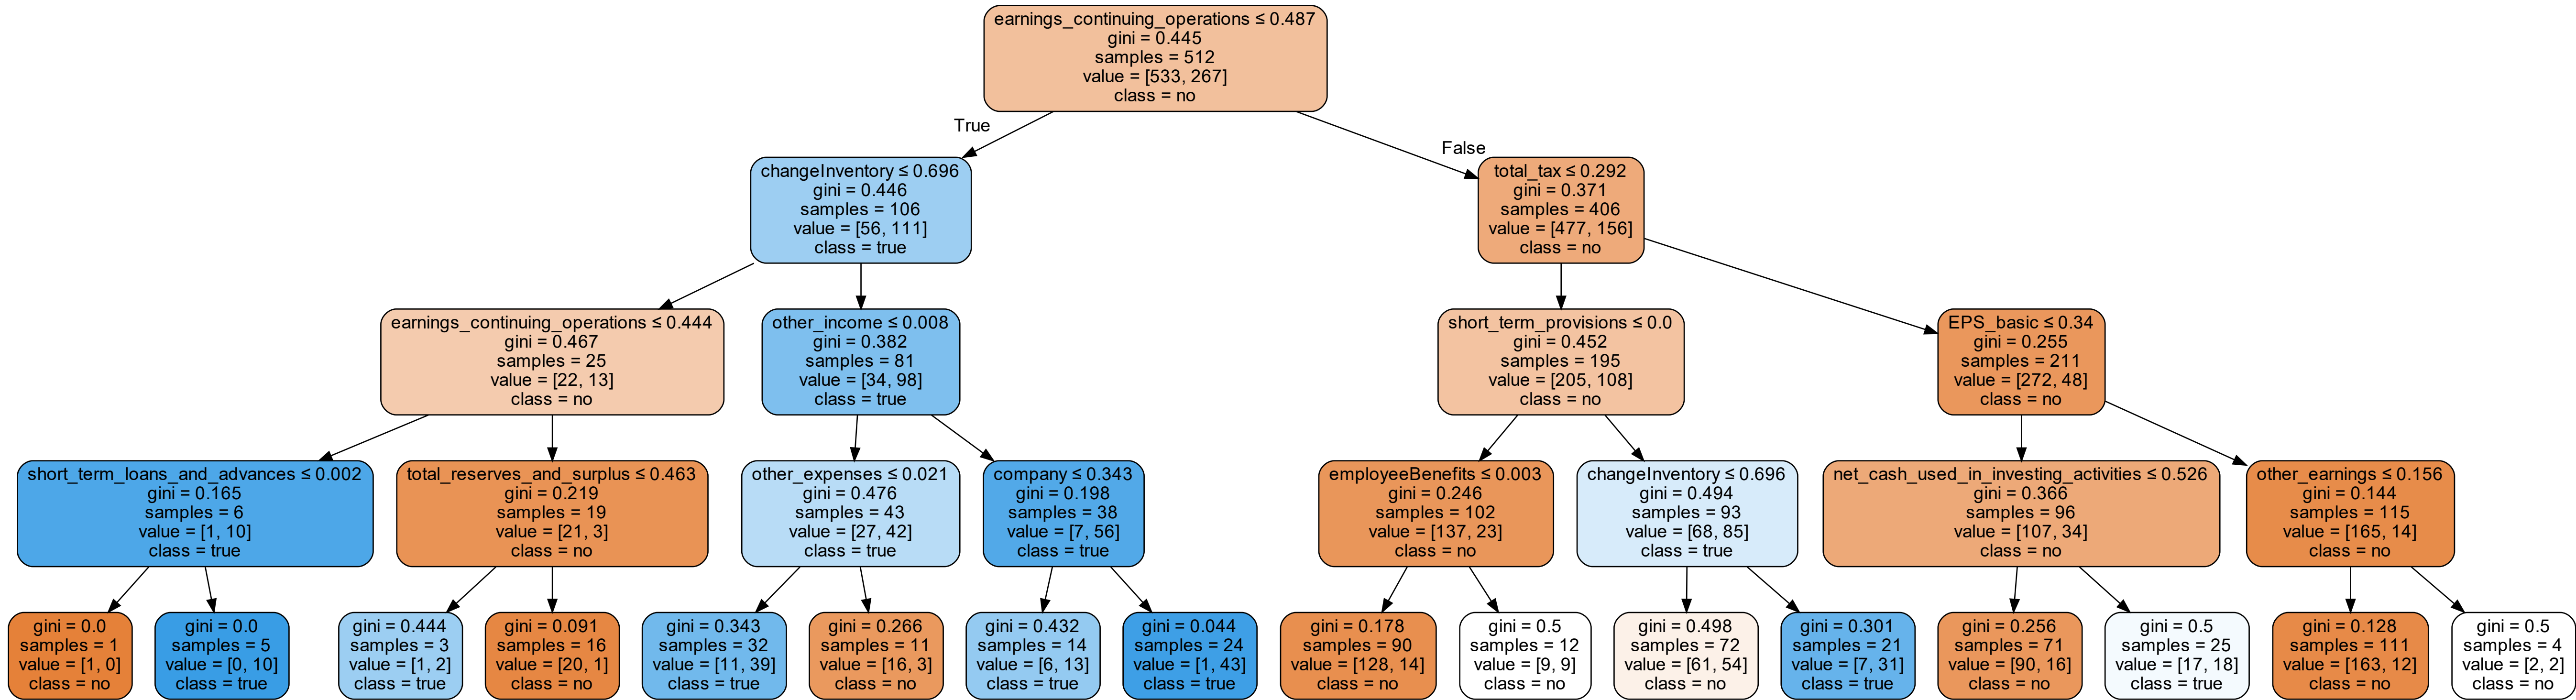 earnings_continuing_operations ≤ 0.487
gini = 0.445
samples = 512
value = [533, 267]
class = no
True
False
changeInventory ≤ 0.696
gini = 0.446
samples = 106
value = [56, 111]
class = true
total_tax ≤ 0.292
gini = 0.371
samples = 406
value = [477, 156]
class = no
earnings_continuing_operations ≤ 0.444
gini = 0.467
samples = 25
value = [22, 13]
class = no
other_income ≤ 0.008
gini = 0.382
samples = 81
value = [34, 98]
class = true
short_term_provisions ≤ 0.0
gini = 0.452
samples = 195
value = [205, 108]
class = no
EPS_basic ≤ 0.34
gini = 0.255
samples = 211
value = [272, 48]
class = no
short_term_loans_and_advances ≤ 0.002
gini = 0.165
samples = 6
value = [1, 10]
class = true
total_reserves_and_surplus ≤ 0.463
gini = 0.219
samples = 19
value = [21, 3]
class = no
other_expenses ≤ 0.021
gini = 0.476
samples = 43
value = [27, 42]
class = true
company ≤ 0.343
gini = 0.198
samples = 38
value = [7, 56]
class = true
employeeBenefits ≤ 0.003
gini = 0.246
samples = 102
value = [137, 23]
class = no
changeInventory ≤ 0.696
gini = 0.494
samples = 93
value = [68, 85]
class = true
net_cash_used_in_investing_activities ≤ 0.526
gini = 0.366
samples = 96
value = [107, 34]
class = no
other_earnings ≤ 0.156
gini = 0.144
samples = 115
value = [165, 14]
class = no
gini = 0.0
samples = 1
value = [1, 0]
class = no
gini = 0.0
samples = 5
value = [0, 10]
class = true
gini = 0.444
samples = 3
value = [1, 2]
class = true
gini = 0.091
samples = 16
value = [20, 1]
class = no
gini = 0.343
samples = 32
value = [11, 39]
class = true
gini = 0.266
samples = 11
value = [16, 3]
class = no
gini = 0.432
samples = 14
value = [6, 13]
class = true
gini = 0.044
samples = 24
value = [1, 43]
class = true
gini = 0.178
samples = 90
value = [128, 14]
class = no
gini = 0.5
samples = 12
value = [9, 9]
class = no
gini = 0.498
samples = 72
value = [61, 54]
class = no
gini = 0.301
samples = 21
value = [7, 31]
class = true
gini = 0.256
samples = 71
value = [90, 16]
class = no
gini = 0.5
samples = 25
value = [17, 18]
class = true
gini = 0.128
samples = 111
value = [163, 12]
class = no
gini = 0.5
samples = 4
value = [2, 2]
class = no